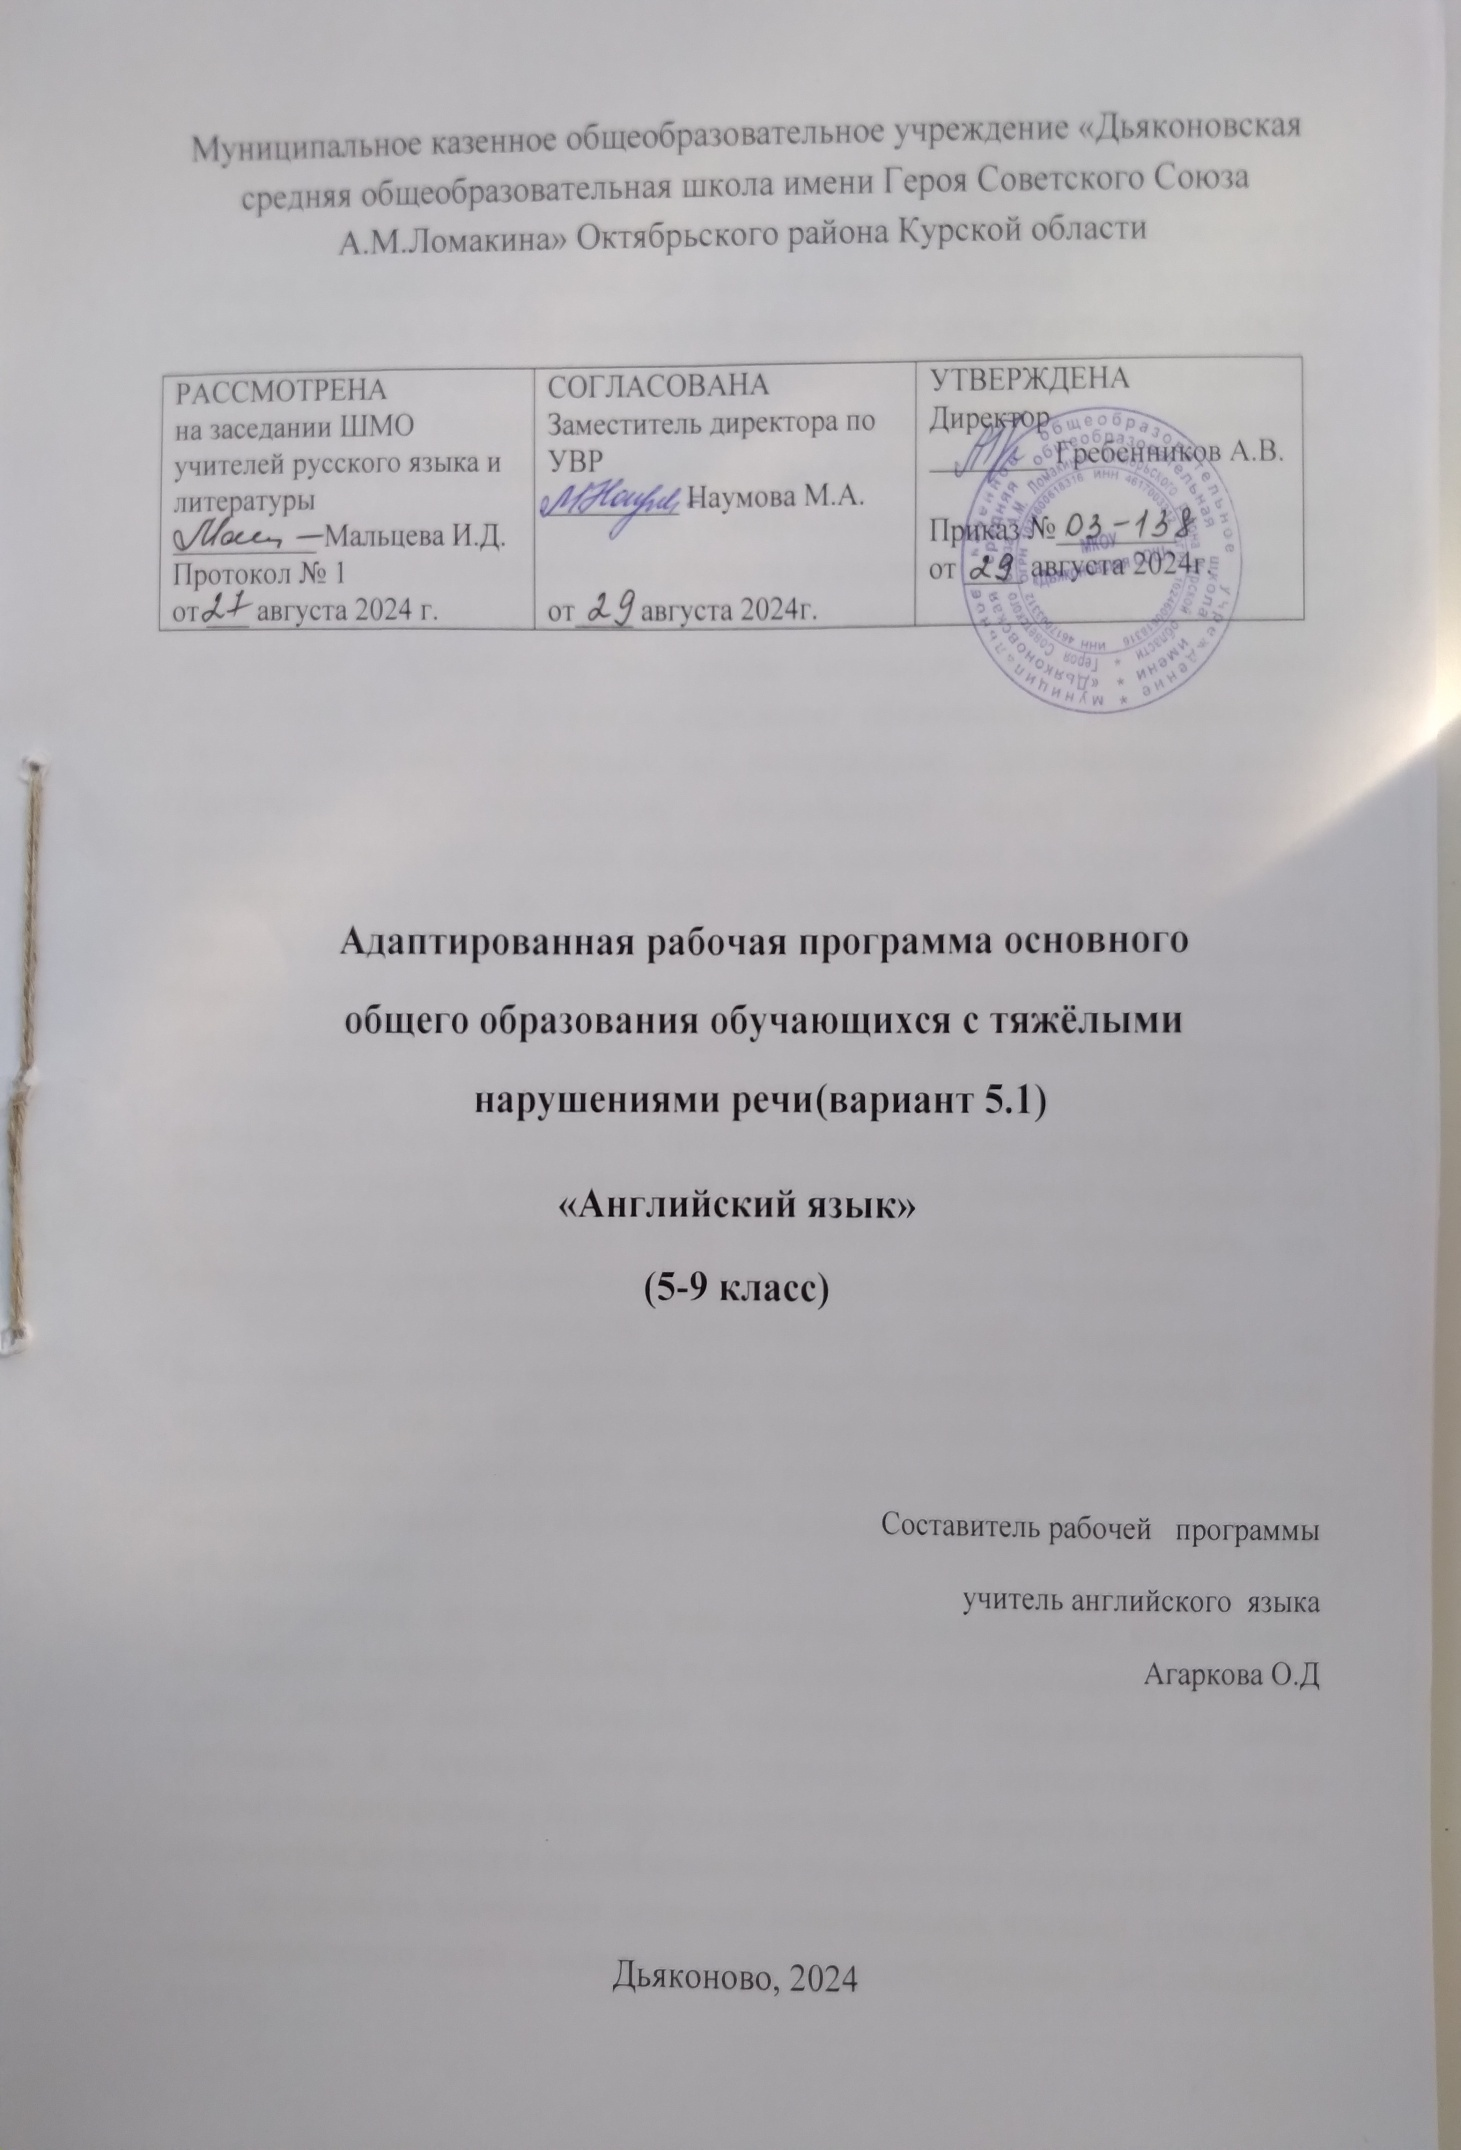 Муниципальное казенное общеобразовательное учреждение «Дьяконовская
средняя общеобразовательная школа имени Героя Советского Союза
А.М.Ломакина» Октябрьского района Курской области
РАССМОТРЕНА
на заседании ШМО
учителей русского языка и
литературы
Мальцева И.Д.
Протокол № 1
от 27 августа 2024 г.
СОГЛАСОВАНА
Заместитель директора по
УВР
Наумова М.А.
от 29 августа 2024г.
УТВЕРЖДЕНА
Директор
Гребенников А.В.
Приказ № 03-138
от 29 августа 2024г.
МКОУ
Адаптированная рабочая программа основного
общего образования обучающихся с тяжёлыми
нарушениями речи(вариант 5.1)
«Английский язык»
(5-9 класс)
Составитель рабочей программы
учитель английского языка
Агаркова О.Д
Дьяконово, 2024